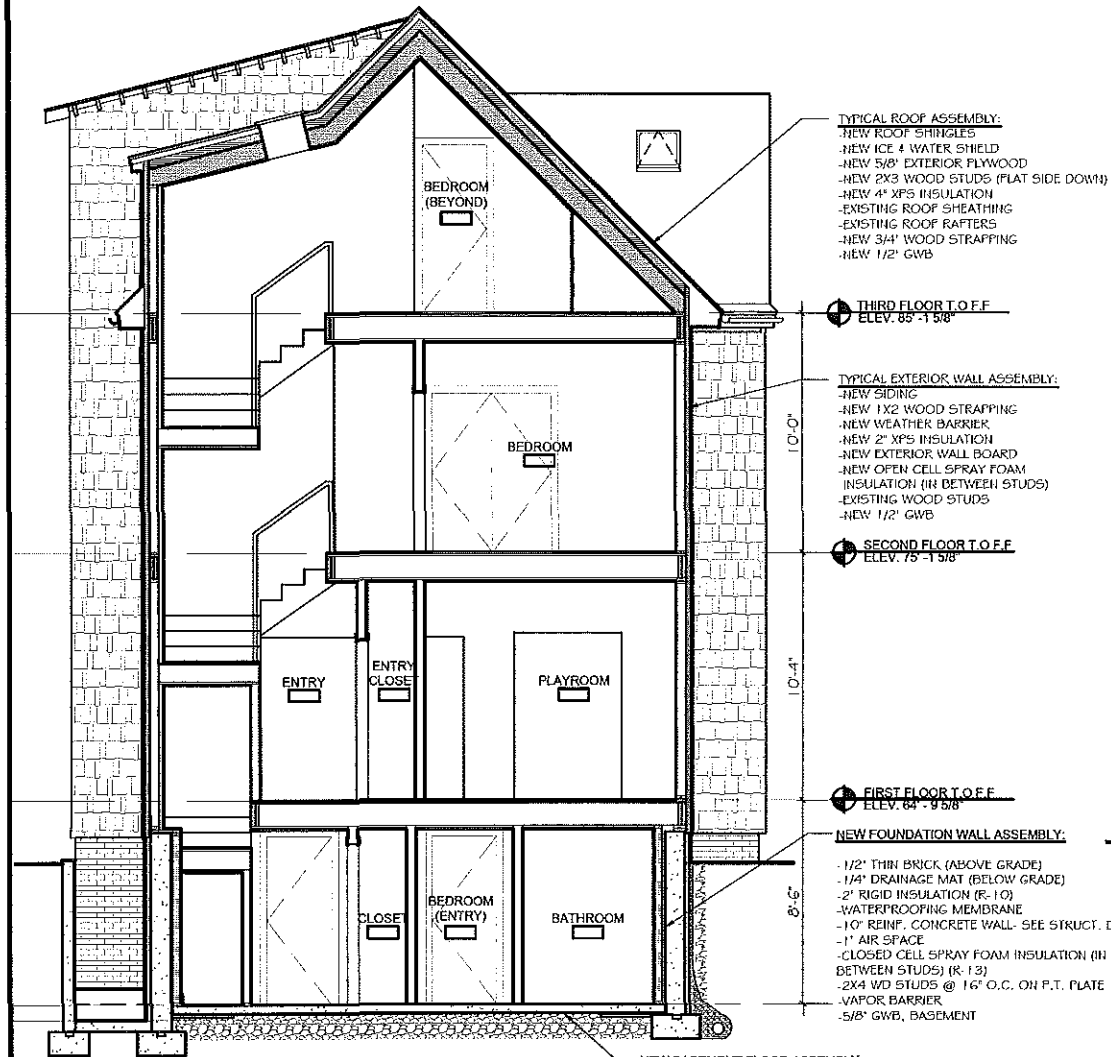 TYPICAL ROOF ASSEMBLY:
-NEW ROOF SHINGLES
-NEW ICE & WATER SHIELD
-NEW 5/8" EXTERIOR PLYWOOD
-NEW 2X3 WOOD STUDS (FLAT SIDE DOWN)
-NEW 4" XPS INSULATION
-EXISTING ROOF SHEATHING
-EXISTING ROOF RAFTERS
-NEW 3/4" WOOD STRAPPING
-NEW 1/2" GWB
BEDROOM
(BEYOND)
THIRD FLOOR T.O.F.F
ELEV. 85'-1 5/8"
TYPICAL EXTERIOR WALL ASSEMBLY:
-NEW SIDING
-NEW 1X2 WOOD STRAPPING
-NEW WEATHER BARRIER
-NEW 2" XPS INSULATION
-NEW EXTERIOR WALL BOARD
-NEW OPEN CELL SPRAY FOAM
INSULATION (IN BETWEEN STUDS)
-EXISTING WOOD STUDS
-NEW 1/2" GWB
10'-0"
BEDROOM
SECOND FLOOR T.O.F.F
ELEV. 75'-1 5/8"
10'-4"
ENTRY
ENTRY
CLOSET
PLAYROOM
FIRST FLOOR T.O.F.F
ELEV. 64'-9 5/8"
NEW FOUNDATION WALL ASSEMBLY:
-1/2" THIN BRICK (ABOVE GRADE)
-1/4" DRAINAGE MAT (BELOW GRADE)
-2" RIGID INSULATION (R-10)
-WATERPROOFING MEMBRANE
-10" REINF. CONCRETE WALL- SEE STRUCT. D
-1" AIR SPACE
-CLOSED CELL SPRAY FOAM INSULATION (IN
BETWEEN STUDS) (R-13)
-2X4 WD STUDS @ 16" O.C. ON P.T. PLATE
-VAPOR BARRIER
-5/8" GWB, BASEMENT
8'-6"
CLOSET
BEDROOM
(ENTRY)
BATHROOM